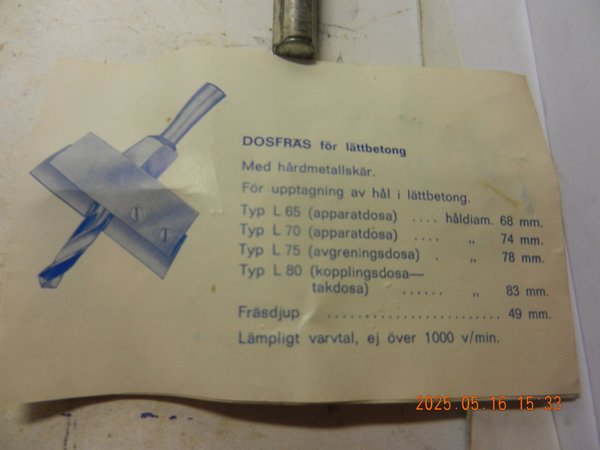 DOSFRÄS för lättbetong
Med hårdmetallskär.
För upptagning av hål i lättbetong.
Typ L 65 (apparatdosa) .... håldiam. 68 mm.
Typ L 70 (apparatdosa) .... „ 74 mm.
Typ L 75 (avgreningsdosa) . „ 78 mm.
Typ L 80 (kopplingsdosa—
takdosa) ...... „ 83 mm.
Fräsdjup ........................ 49 mm.
Lämpligt varvtal, ej över 1000 v/min.
2025.05.16 15:33